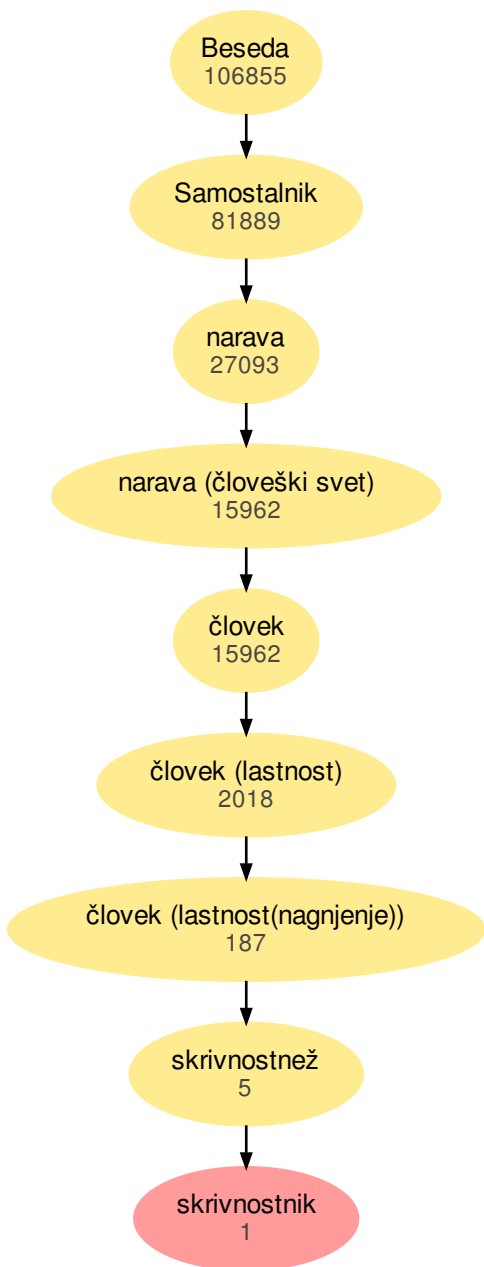 Beseda
106855
Samostalnik
81889
narava
27093
narava (človeški svet)
15962
človek
15962
človek (lastnost)
2018
človek (lastnost(nagnjenje))
187
skrivnostnež
5
skrivnostnik
1